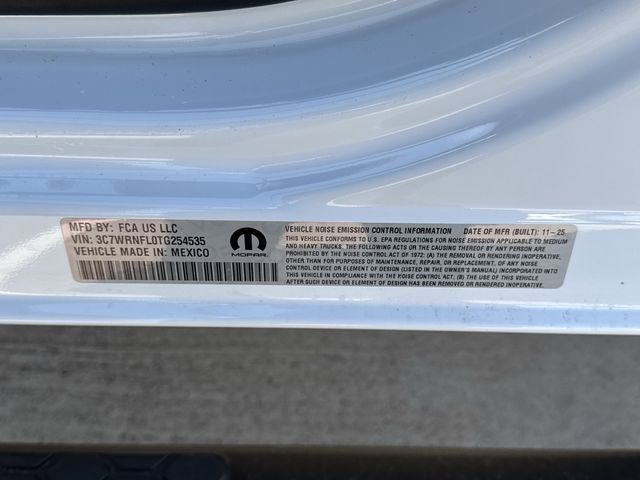 MFD BY: FCA US LLC
VIN: 3C7WRNFL0TG254535
VEHICLE MADE IN: MEXICO
MOPAR.
VEHICLE NOISE EMISSION CONTROL INFORMATION DATE OF MFR (BUILT): 11-25
THIS VEHICLE CONFORMS TO U.S. EPA REGULATIONS FOR NOISE EMISSION APPLICABLE TO MEDIUM
AND HEAVY TRUCKS. THE FOLLOWING ACTS OR THE CAUSING THEREOF BY ANY PERSON ARE
PROHIBITED BY THE NOISE CONTROL ACT OF 1972: (A) THE REMOVAL OR RENDERING INOPERATIVE,
OTHER THAN FOR PURPOSES OF MAINTENANCE, REPAIR, OR REPLACEMENT, OF ANY NOISE
CONTROL DEVICE OR ELEMENT OF DESIGN (LISTED IN THE OWNER'S MANUAL) INCORPORATED
INTO THIS VEHICLE IN COMPLIANCE WITH THE NOISE CONTROL ACT; (B) THE USE OF THIS VEHICLE
AFTER SUCH DEVICE OR ELEMENT OF DESIGN HAS BEEN REMOVED OR RENDERED INOPERATIVE.